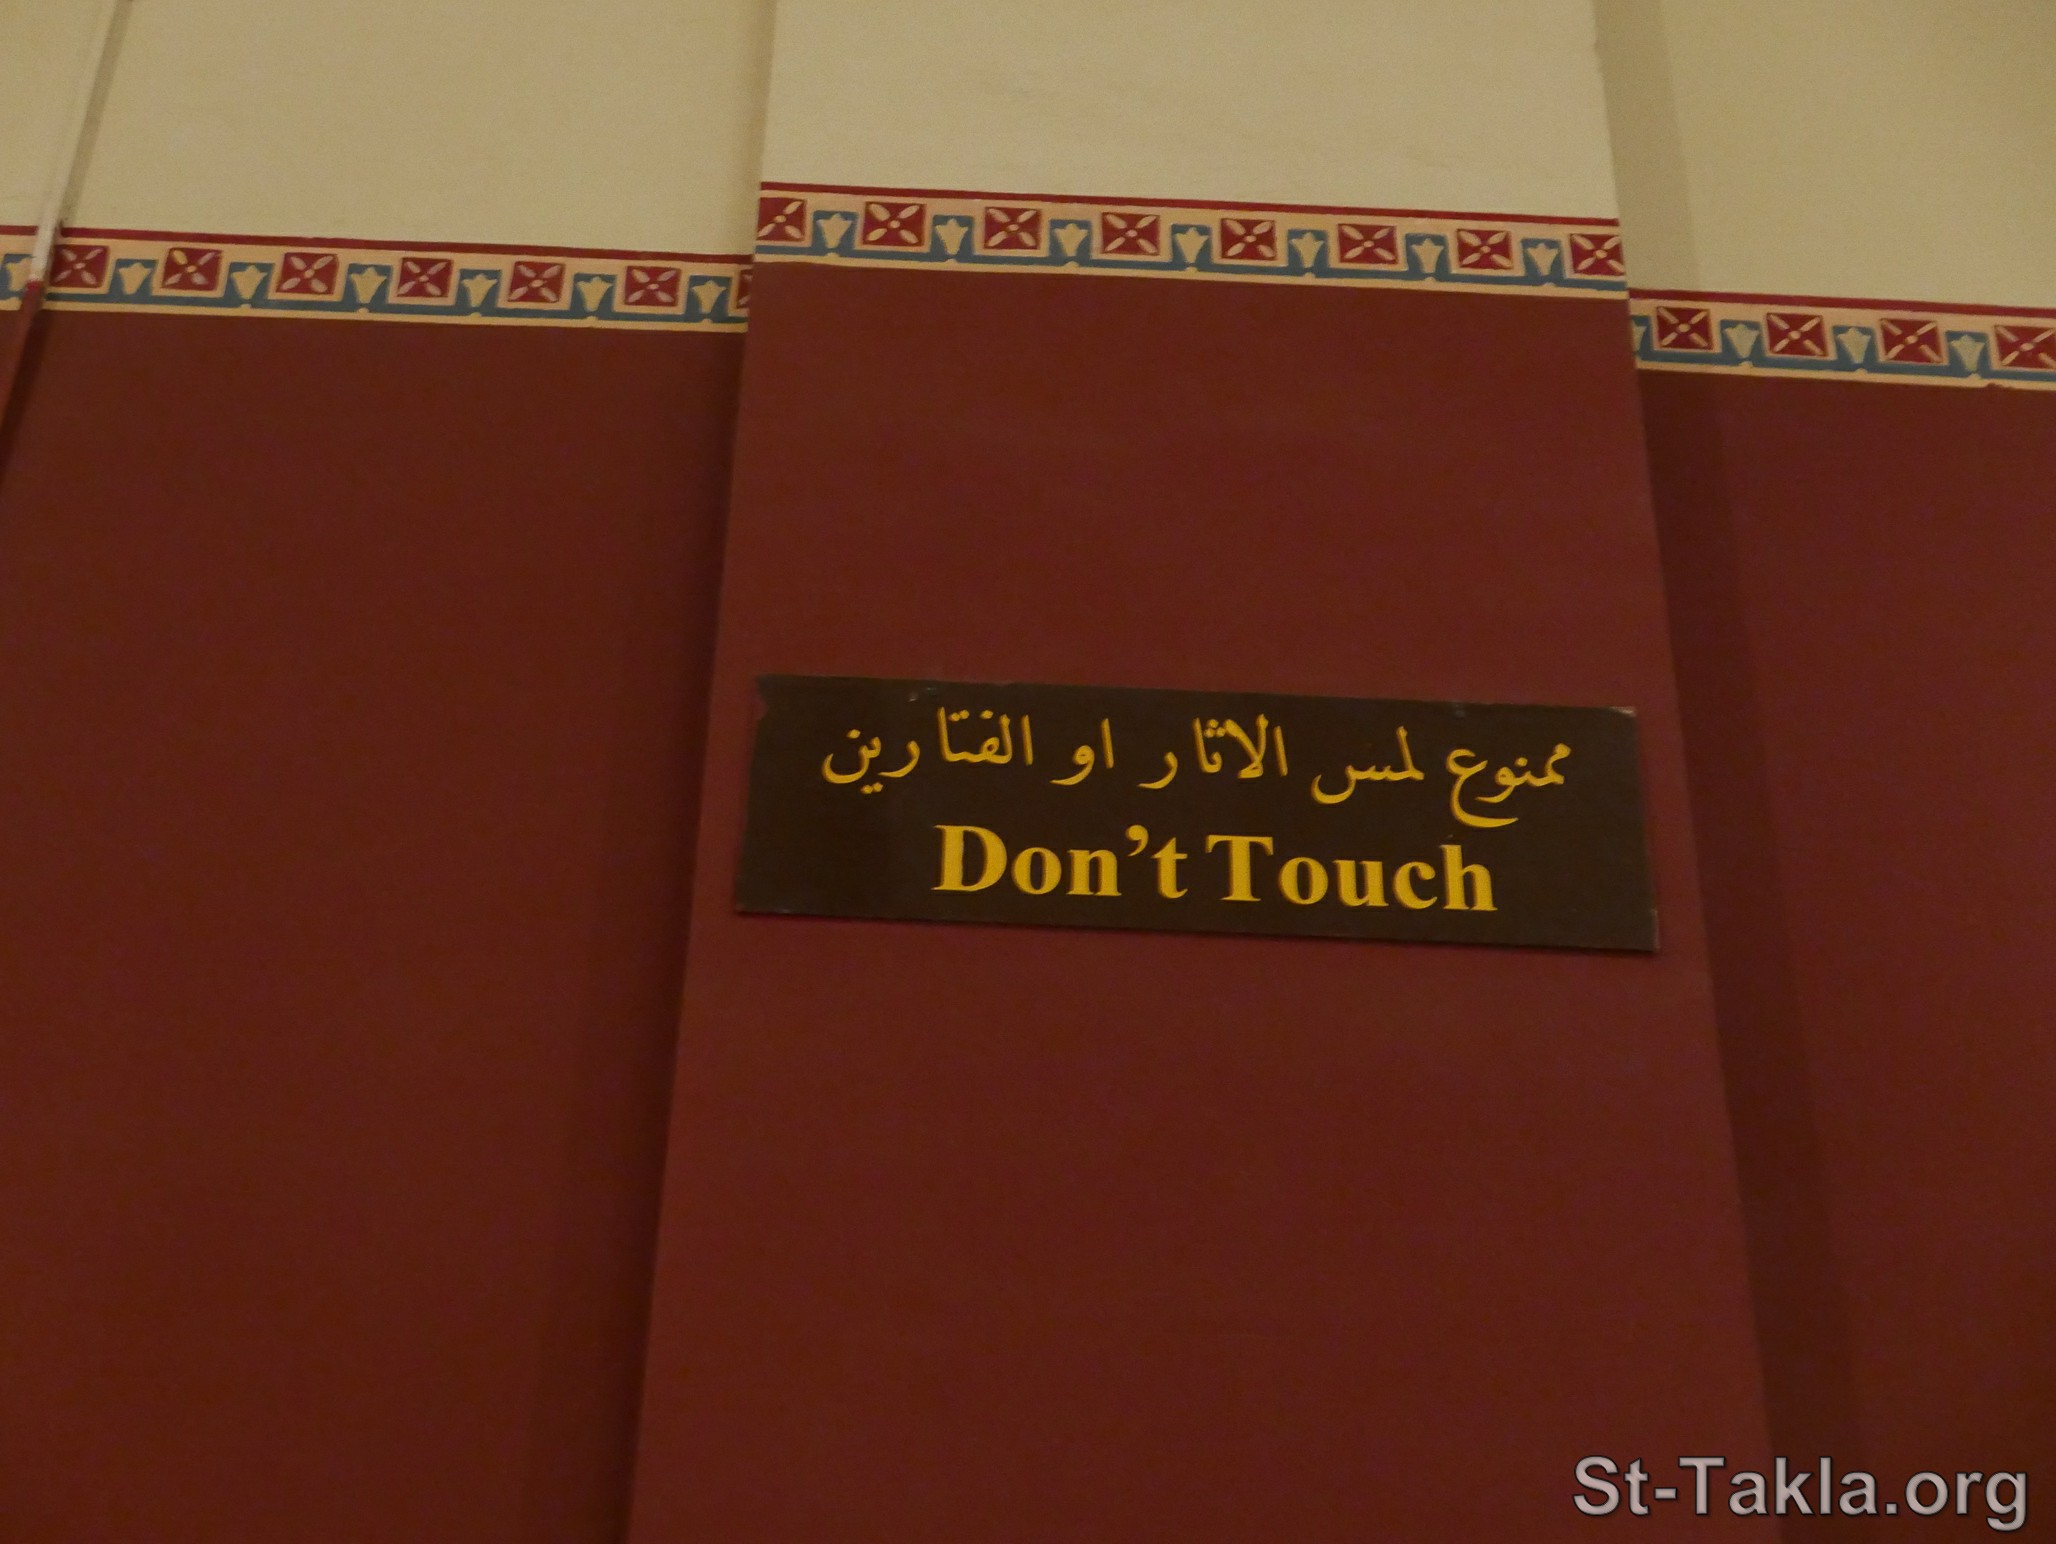 ممنوع لمس الاثار او الفتارين
Don't Touch
St-Takla.org